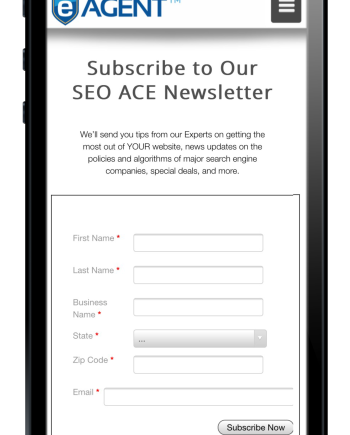 eAGENT™
Subscribe to Our
SEO ACE Newsletter
We'll send you tips from our Experts on getting the
most out of YOUR website, news updates on the
policies and algorithms of major search engine
companies, special deals, and more.
First Name *
Last Name *
Business
Name *
State * ...
Zip Code *
Email *
Subscribe Now